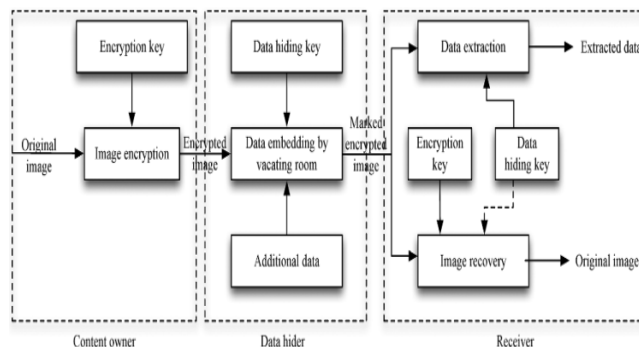 Encryption key
Data hiding key
Data extraction
Extracted data
Original
image
Image encryption
Encrypted
image
Data embedding by
vacating room
Marked
encrypted
image
Encryption
key
Data
hiding key
Additional data
Image recovery
Original image
Content owner
Data hider
Receiver